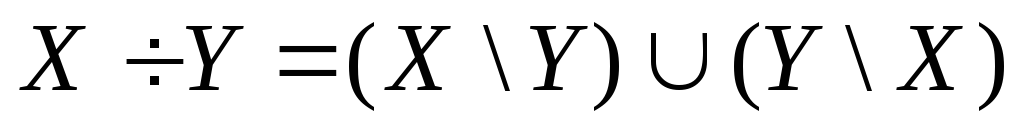 X ÷ Y = (X \ Y) ∪ (Y \ X)